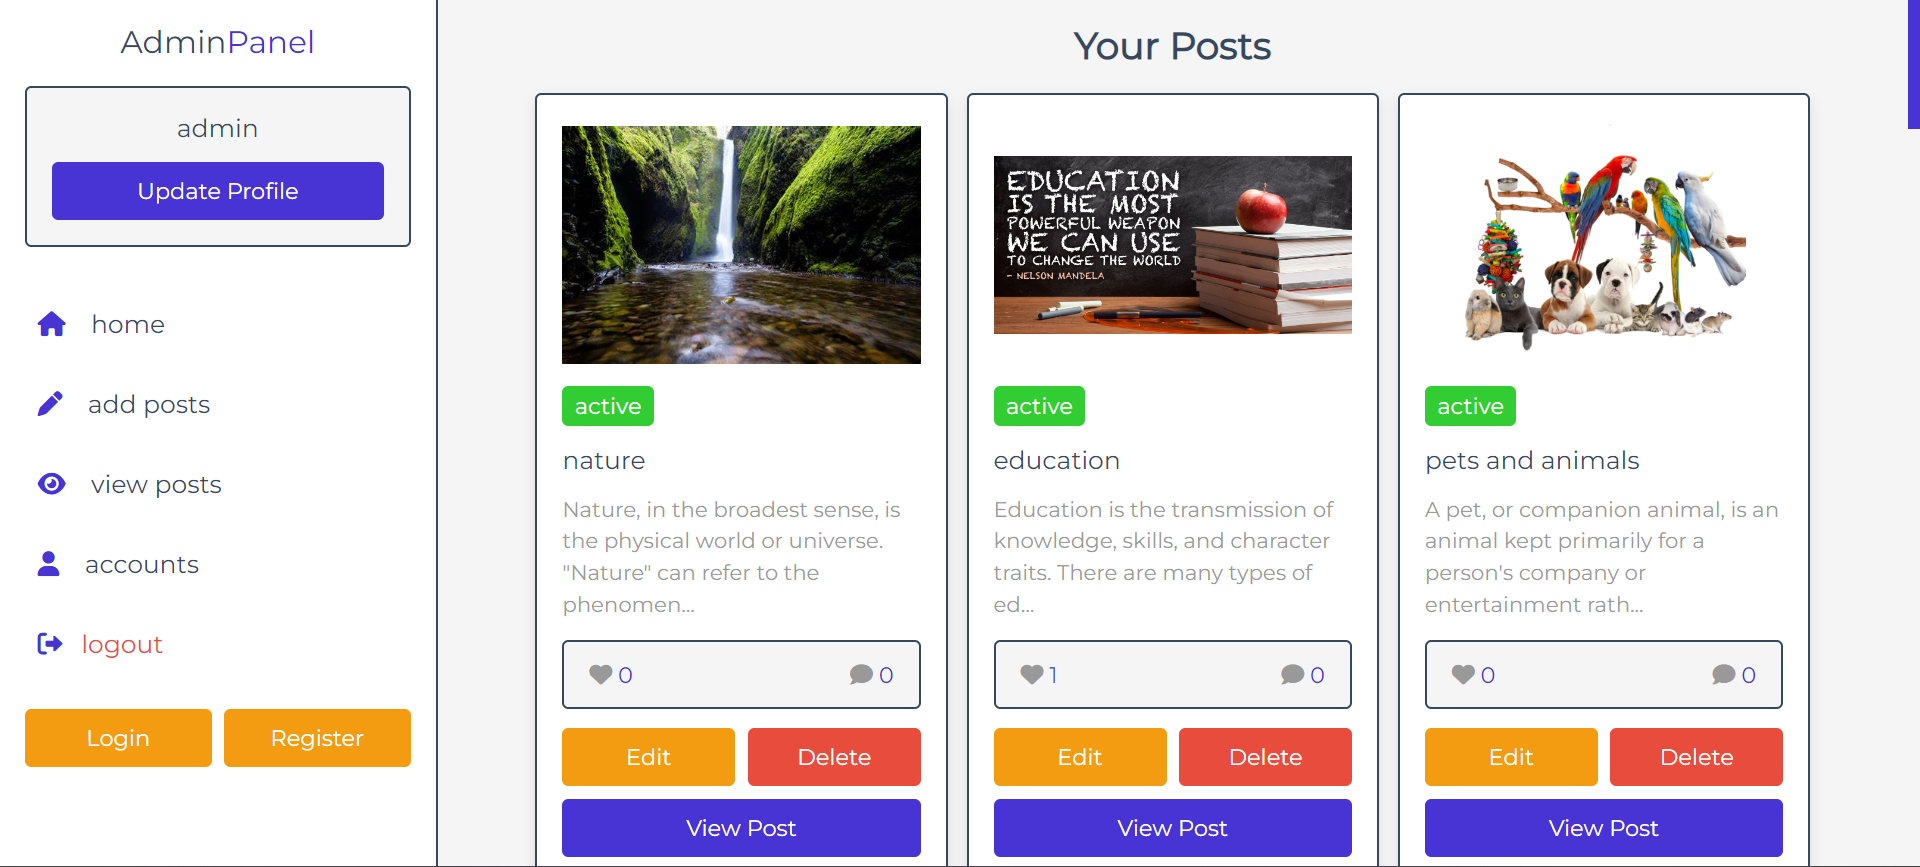 AdminPanel
admin
Update Profile
home
add posts
view posts
accounts
logout
Login
Register
Your Posts
EDUCATION
IS THE MOST
POWERFUL WEAPON
WE CAN USE
TO CHANGE THE WORLD
- NELSON MANDELA
active
nature
Nature, in the broadest sense, is
the physical world or universe.
"Nature" can refer to the
phenomen...
0
0
Edit
Delete
View Post
active
education
Education is the transmission of
knowledge, skills, and character
traits. There are many types of
ed...
1
0
Edit
Delete
View Post
active
pets and animals
A pet, or companion animal, is an
animal kept primarily for a
person's company or
entertainment rath...
0
0
Edit
Delete
View Post